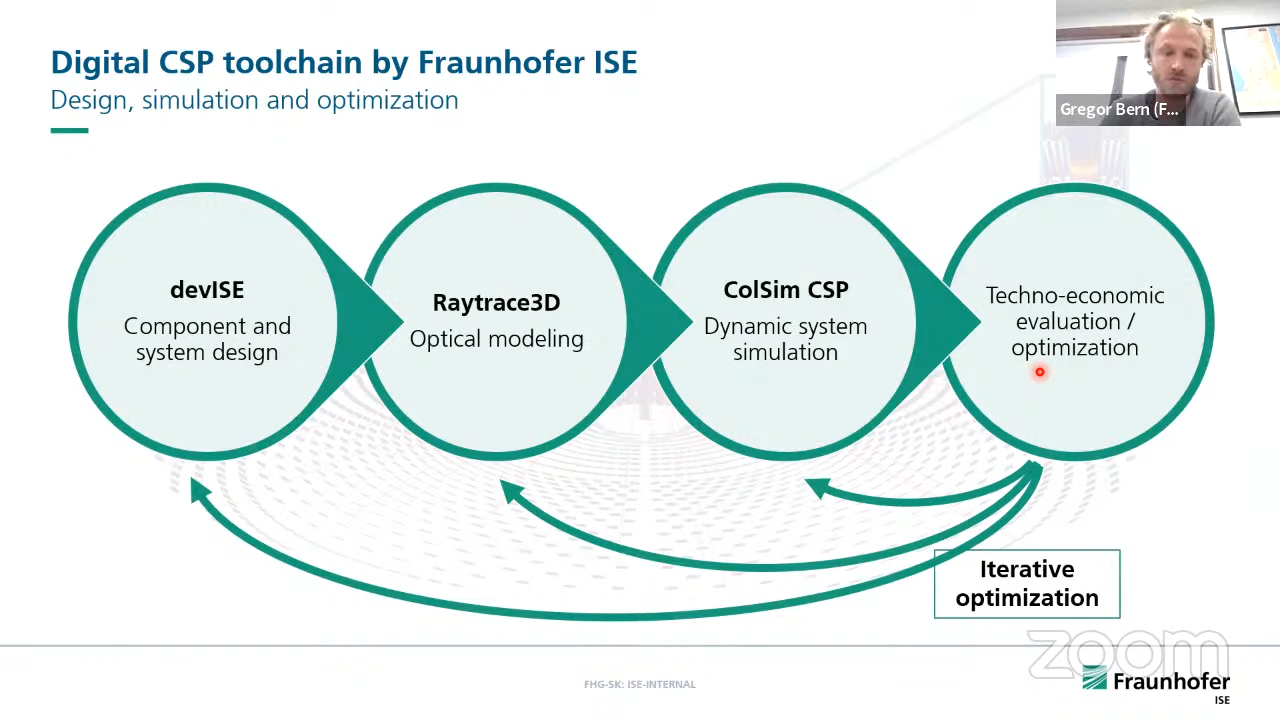 Digital CSP toolchain by Fraunhofer ISE
Design, simulation and optimization
Gregor Bern (F...
devISE
Component and
system design
Raytrace3D
Optical modeling
ColSim CSP
Dynamic system
simulation
Techno-economic
evaluation /
optimization
Iterative
optimization
zoom
FHG-SK: ISE-INTERNAL
Fraunhofer
ISE